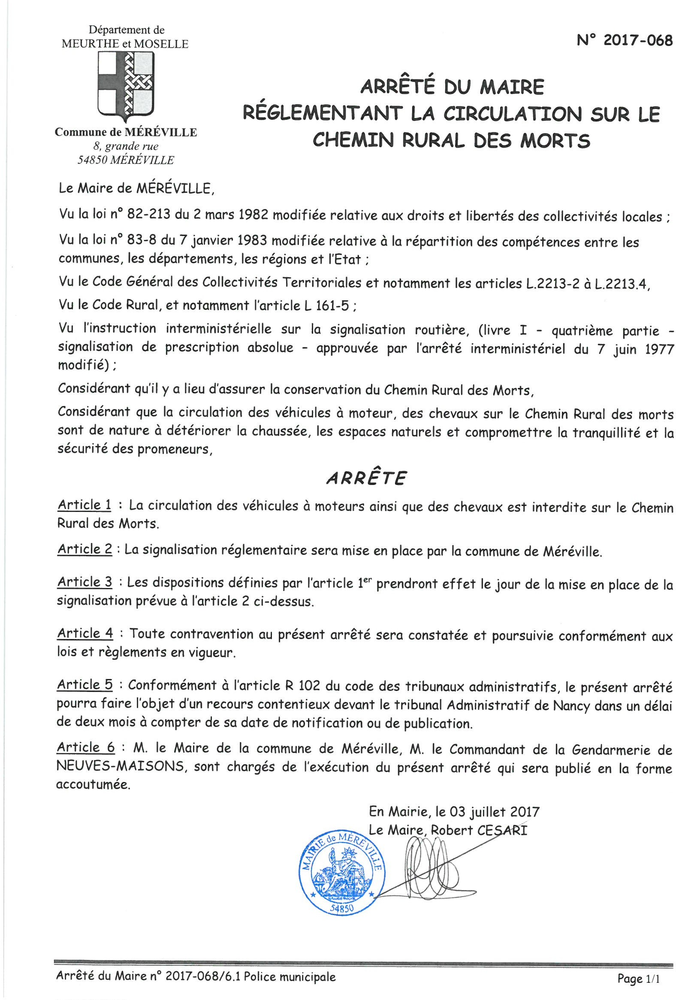 Département de
MEURTHE et MOSELLE
N° 2017-068
ARRÊTÉ DU MAIRE
RÉGLEMENTANT LA CIRCULATION SUR LE
CHEMIN RURAL DES MORTS
Commune de MÉRÉVILLE
8, grande rue
54850 MÉRÉVILLE
Le Maire de MÉRÉVILLE,
Vu la loi n° 82-213 du 2 mars 1982 modifiée relative aux droits et libertés des collectivités locales ;
Vu la loi n° 83-8 du 7 janvier 1983 modifiée relative à la répartition des compétences entre les
communes, les départements, les régions et l'Etat ;
Vu le Code Général des Collectivités Territoriales et notamment les articles L.2213-2 à L.2213.4,
Vu le Code Rural, et notamment l'article L 161-5 ;
Vu l'instruction interministérielle sur la signalisation routière, (livre I - quatrième partie -
signalisation de prescription absolue - approuvée par l'arrêté interministériel du 7 juin 1977
modifié) ;
Considérant qu'il y a lieu d'assurer la conservation du Chemin Rural des Morts,
Considérant que la circulation des véhicules à moteur, des chevaux sur le Chemin Rural des morts
sont de nature à détériorer la chaussée, les espaces naturels et compromettre la tranquillité et la
sécurité des promeneurs,
ARRÊTE
Article 1 : La circulation des véhicules à moteurs ainsi que des chevaux est interdite sur le Chemin
Rural des Morts.
Article 2 : La signalisation réglementaire sera mise en place par la commune de Méréville.
Article 3 : Les dispositions définies par l'article 1er prendront effet le jour de la mise en place de la
signalisation prévue à l'article 2 ci-dessus.
Article 4 : Toute contravention au présent arrêté sera constatée et poursuivie conformément aux
lois et règlements en vigueur.
Article 5 : Conformément à l'article R 102 du code des tribunaux administratifs, le présent arrêté
pourra faire l'objet d'un recours contentieux devant le tribunal Administratif de Nancy dans un délai
de deux mois à compter de sa date de notification ou de publication.
Article 6 : M. le Maire de la commune de Méréville, M. le Commandant de la Gendarmerie de
NEUVES-MAISONS, sont chargés de l'exécution du présent arrêté qui sera publié en la forme
accoutumée.
En Mairie, le 03 juillet 2017
Le Maire, Robert CESARI
MAIRIE de MÈRÉVILLE
54850
Arrêté du Maire n° 2017-068/6.1 Police municipale
Page 1/1